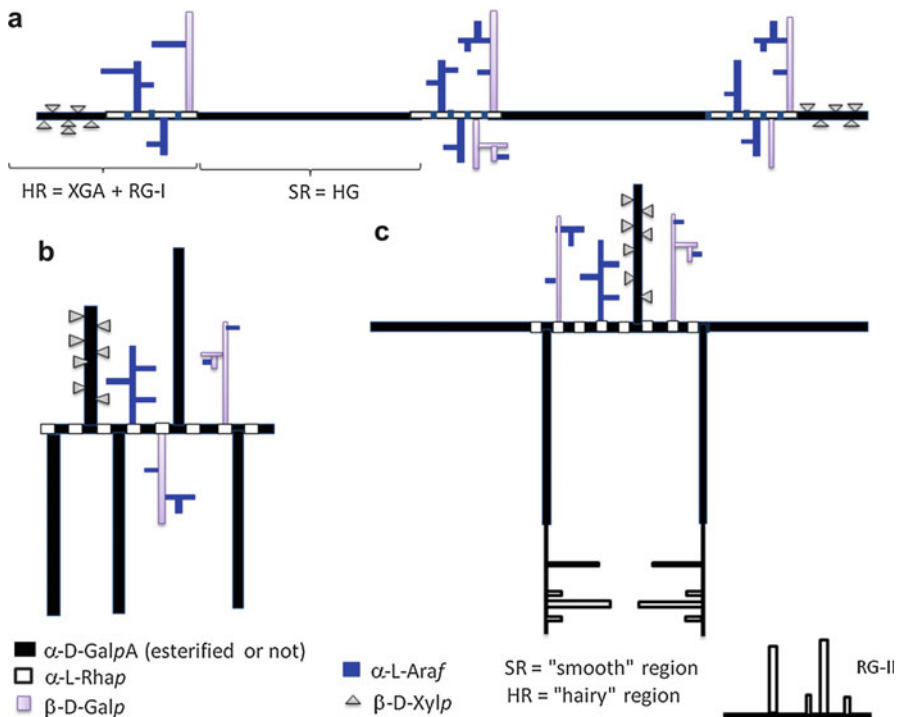 a
HR = XGA + RG-I
SR = HG
b
c
α-D-GalpA (esterified or not)
α-L-Rhap
β-D-Galp
α-L-Araf
β-D-Xylp
SR = "smooth" region
HR = "hairy" region
RG-II